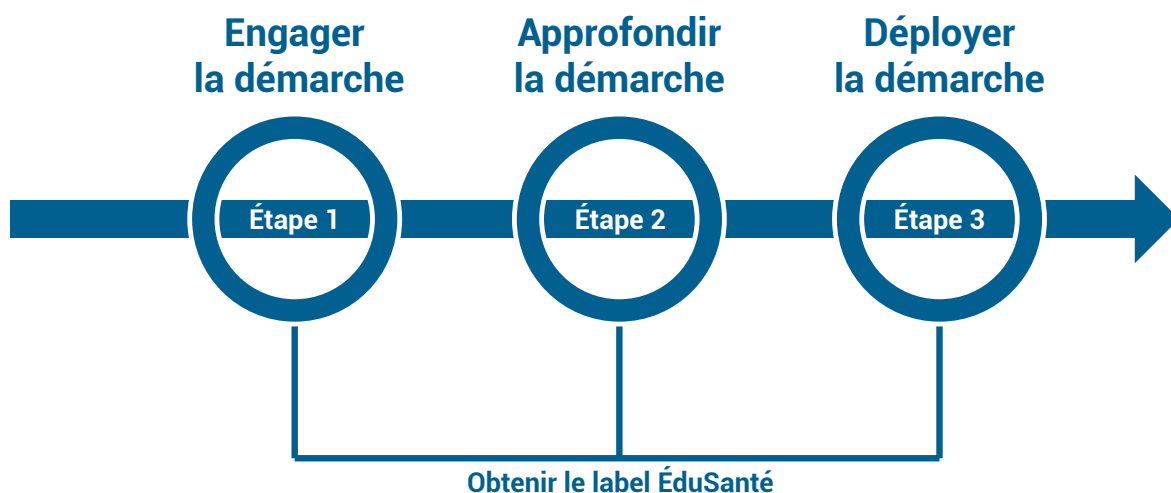 Engager
la démarche
Approfondir
la démarche
Déployer
la démarche
Étape 1
Étape 2
Étape 3
Obtenir le label ÉduSanté